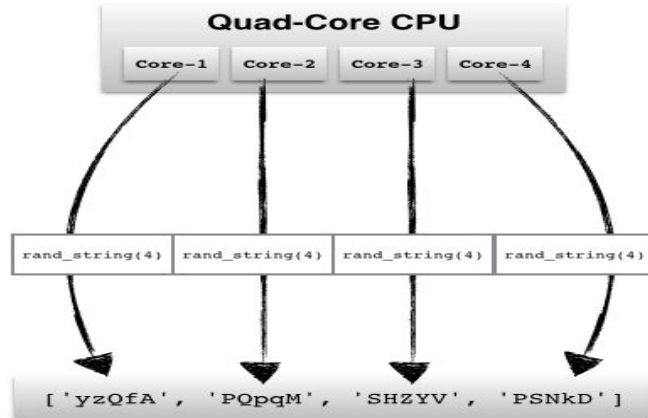 Quad-Core CPU
Core-1 Core-2 Core-3 Core-4
rand_string(4) rand_string(4) rand_string(4) rand_string(4)
['yzQfA', 'PQpqM', 'SHZYV', 'PSNkD']